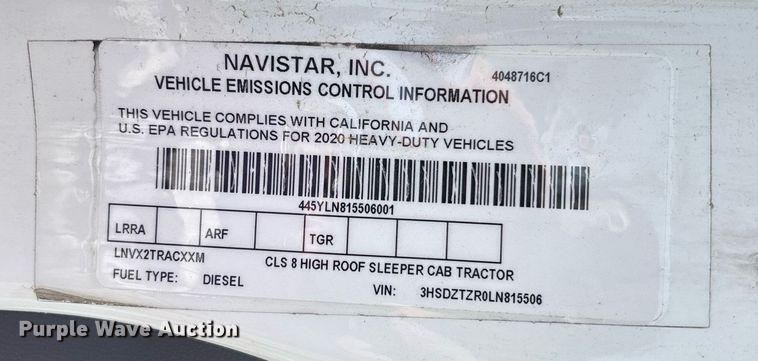 NAVISTAR, INC.
4048716C1
VEHICLE EMISSIONS CONTROL INFORMATION
THIS VEHICLE COMPLIES WITH CALIFORNIA AND
U.S. EPA REGULATIONS FOR 2020 HEAVY-DUTY VEHICLES
445YLN815506001
LRRA ARF TGR
LNVX2TRACXXM CLS 8 HIGH ROOF SLEEPER CAB TRACTOR
FUEL TYPE: DIESEL VIN: 3HSDZTZR0LN815506
Purple Wave Auction